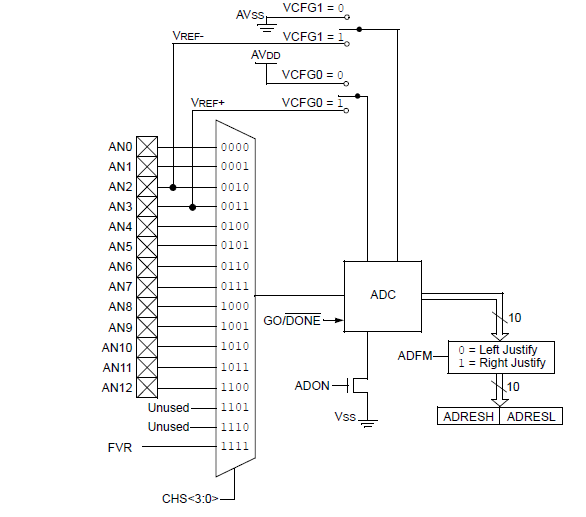 VCFG1 = 0
AVSS
VREF-
VCFG1 = 1
AVDD
VCFG0 = 0
VREF+
VCFG0 = 1
AN0
0000
AN1
0001
AN2
0010
AN3
0011
AN4
0100
AN5
0101
AN6
0110
AN7
0111
AN8
1000
AN9
1001
AN10
1010
AN11
1011
AN12
1100
Unused
1101
Unused
1110
FVR
1111
CHS<3:0>
ADC
GO/DONE
ADON
VSS
10
ADFM
0 = Left Justify
1 = Right Justify
10
ADRESH
ADRESL